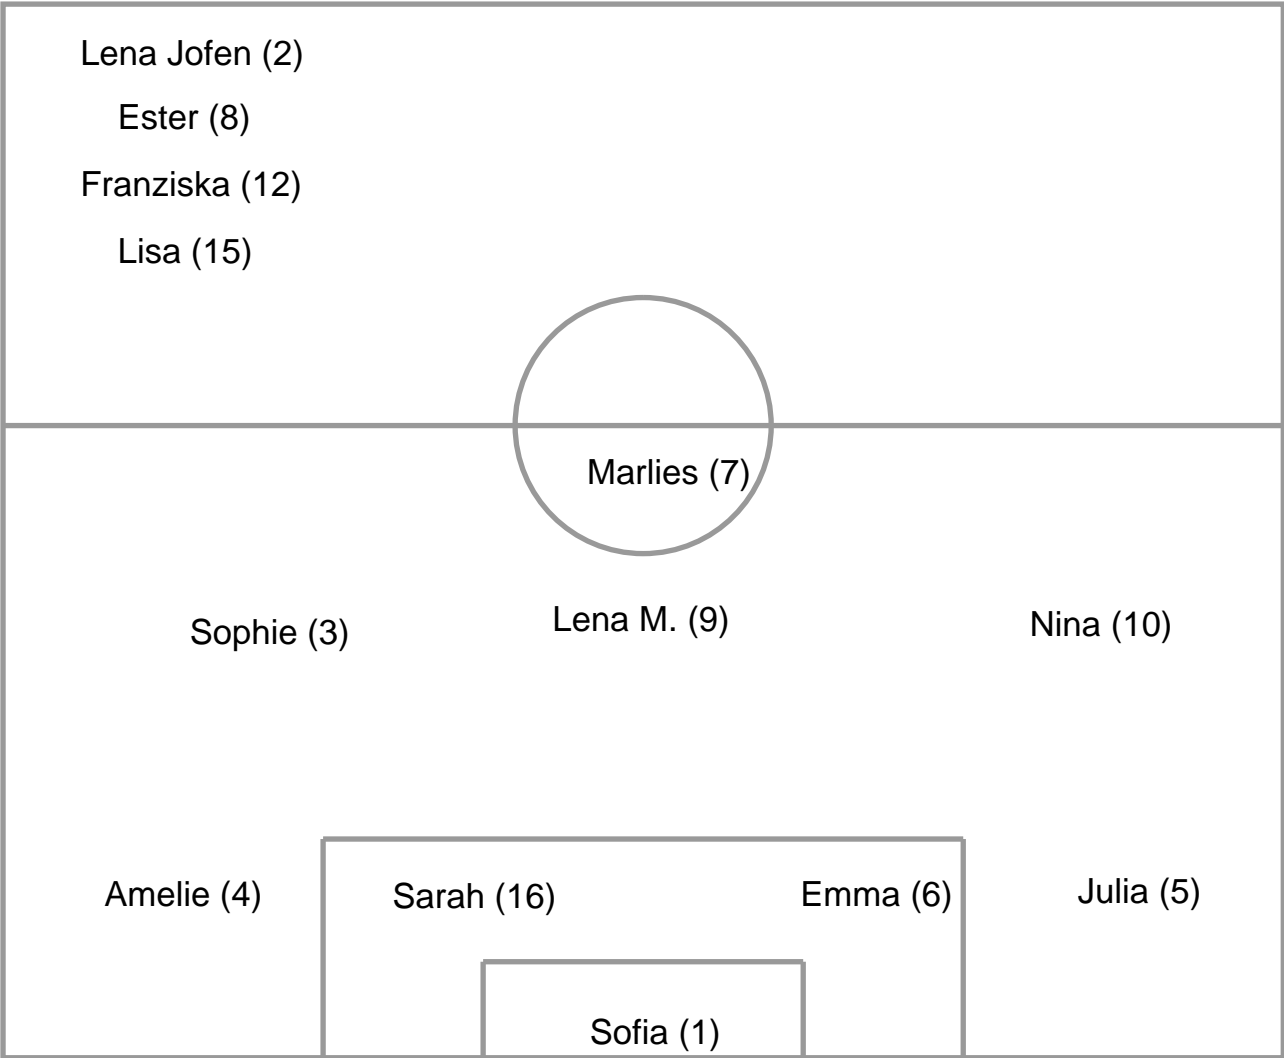 Lena Jofen (2)
Ester (8)
Franziska (12)
Lisa (15)
Marlies (7)
Sophie (3)
Lena M. (9)
Nina (10)
Amelie (4)
Sarah (16)
Emma (6)
Julia (5)
Sofia (1)